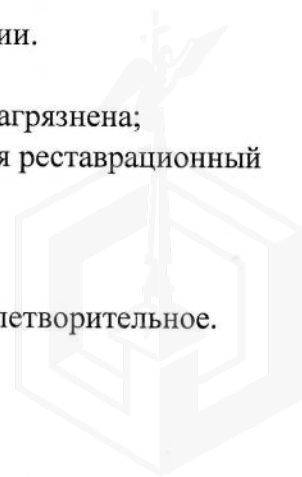 ии.
агрязнена;
я реставрационный
летворительное.